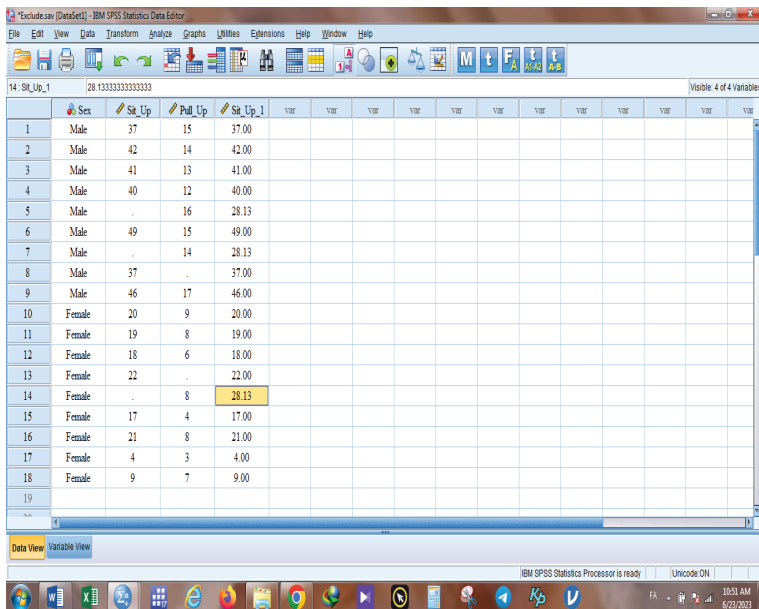 *Exclude.sav [DataSet1] - IBM SPSS Statistics Data Editor
File Edit View Data Transform Analyze Graphs Utilities Extensions Help Window Help
14 : Sit_Up_1 28.13333333333333 Visible: 4 of 4 Variables
Sex Sit_Up Pull_Up Sit_Up_1 var var var var var var var var var var
1 Male 37 15 37.00
2 Male 42 14 42.00
3 Male 41 13 41.00
4 Male 40 12 40.00
5 Male . 16 28.13
6 Male 49 15 49.00
7 Male . 14 28.13
8 Male 37 . 37.00
9 Male 46 17 46.00
10 Female 20 9 20.00
11 Female 19 8 19.00
12 Female 18 6 18.00
13 Female 22 . 22.00
14 Female . 8 28.13
15 Female 17 4 17.00
16 Female 21 8 21.00
17 Female 4 3 4.00
18 Female 9 7 9.00
19
Data View Variable View
IBM SPSS Statistics Processor is ready Unicode:ON
FA 10:51 AM
6/23/2023